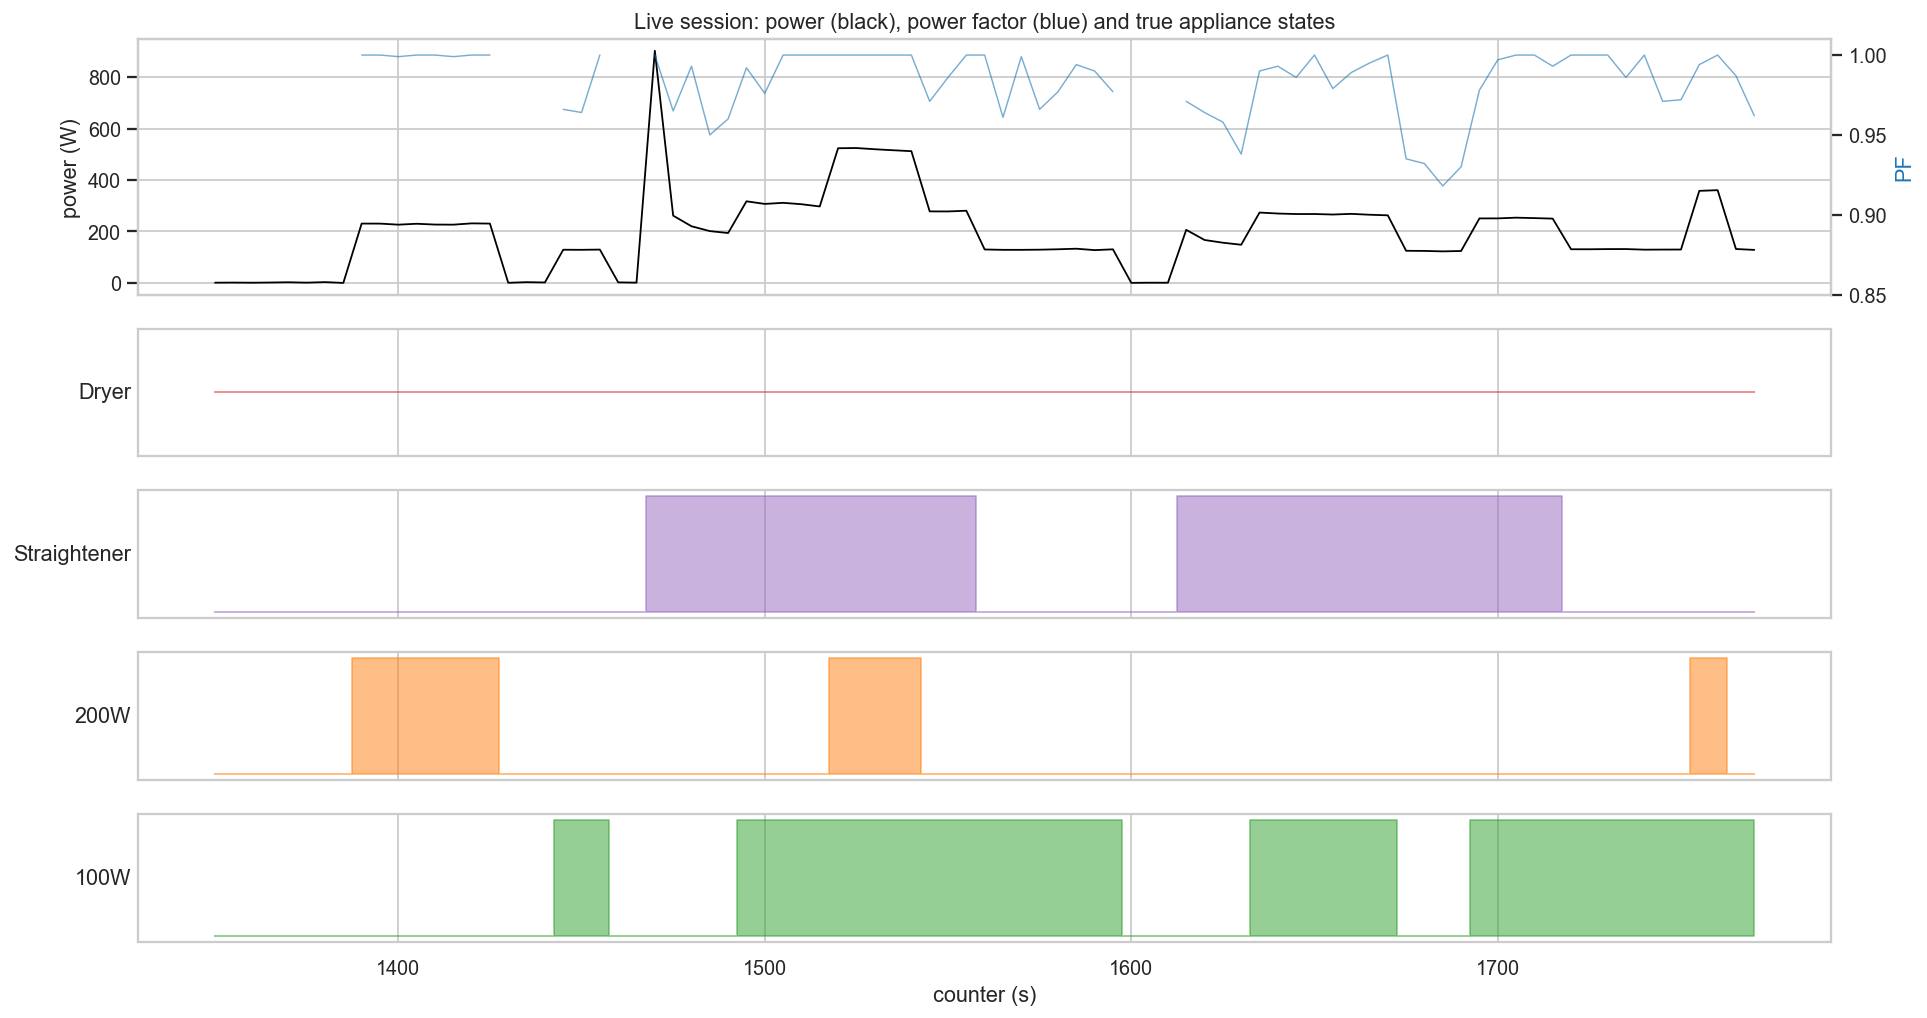 Live session: power (black), power factor (blue) and true appliance states
power (W)
800
600
400
200
0
1.00
0.95
0.90
0.85
PF
Dryer
Straightener
200W
100W
1400
1500
1600
1700
counter (s)